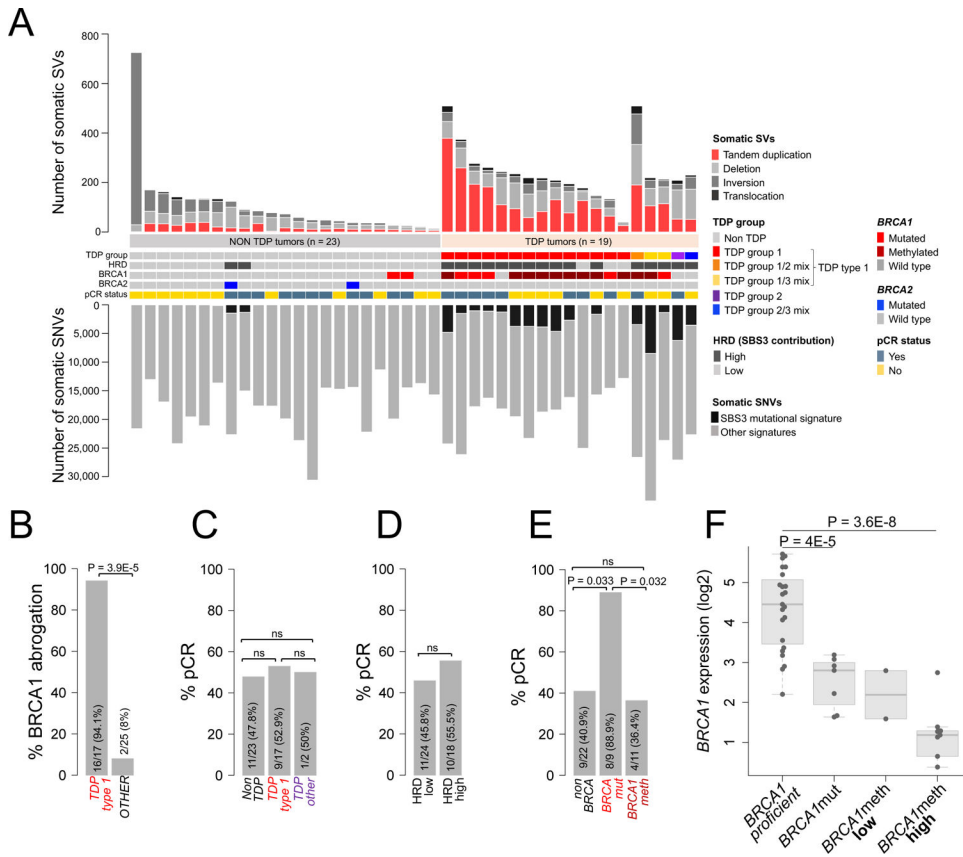 A
Number of somatic SVs
800
600
400
200
0
NON TDP tumors (n = 23)
TDP tumors (n = 19)
TDP group
HRD
BRCA1
BRCA2
pCR status
Number of somatic SNVs
0
5,000
10,000
15,000
20,000
25,000
30,000
Somatic SVs
Tandem duplication
Deletion
Inversion
Translocation
TDP group
Non TDP
TDP group 1
TDP group 1/2 mix
TDP group 1/3 mix
TDP type 1
TDP group 2
TDP group 2/3 mix
BRCA1
Mutated
Methylated
Wild type
BRCA2
Mutated
Wild type
HRD (SBS3 contribution)
High
Low
pCR status
Yes
No
Somatic SNVs
SBS3 mutational signature
Other signatures
B
% BRCA1 abrogation
100
80
60
40
20
0
P = 3.9E-5
16/17 (94.1%)
2/25 (8%)
TDP
type 1
OTHER
C
% pCR
100
80
60
40
20
0
ns
ns
ns
11/23 (47.8%)
9/17 (52.9%)
1/2 (50%)
Non
TDP
TDP
type 1
TDP
other
D
% pCR
100
80
60
40
20
0
ns
11/24 (45.8%)
10/18 (55.5%)
HRD
low
HRD
high
E
% pCR
100
80
60
40
20
0
ns
P = 0.033
P = 0.032
9/22 (40.9%)
8/9 (88.9%)
4/11 (36.4%)
non
BRCA
BRCA
mut
BRCA1
meth
F
BRCA1 expression (log2)
5
4
3
2
1
P = 3.6E-8
P = 4E-5
BRCA1
proficient
BRCA1mut
BRCA1meth
low
BRCA1meth
high